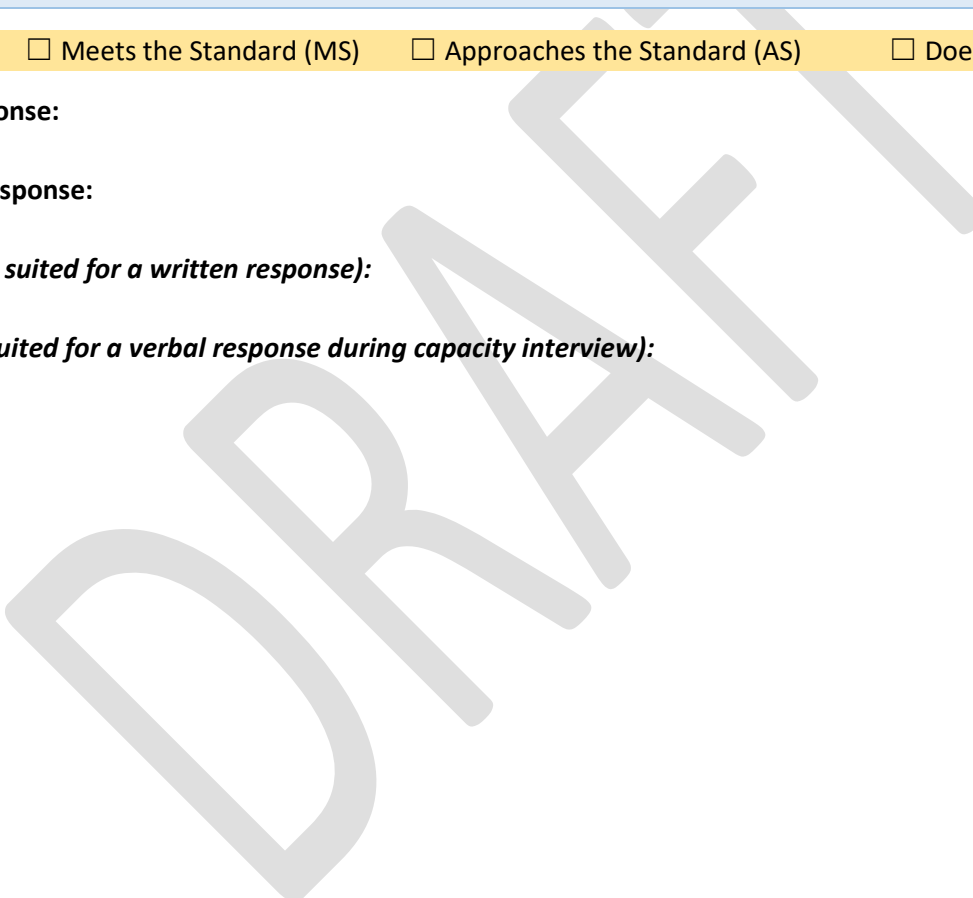 ☐ Meets the Standard (MS) ☐ Approaches the Standard (AS) ☐ Doe
onse:
sponse:
suited for a written response):
uited for a verbal response during capacity interview):
DRAFT